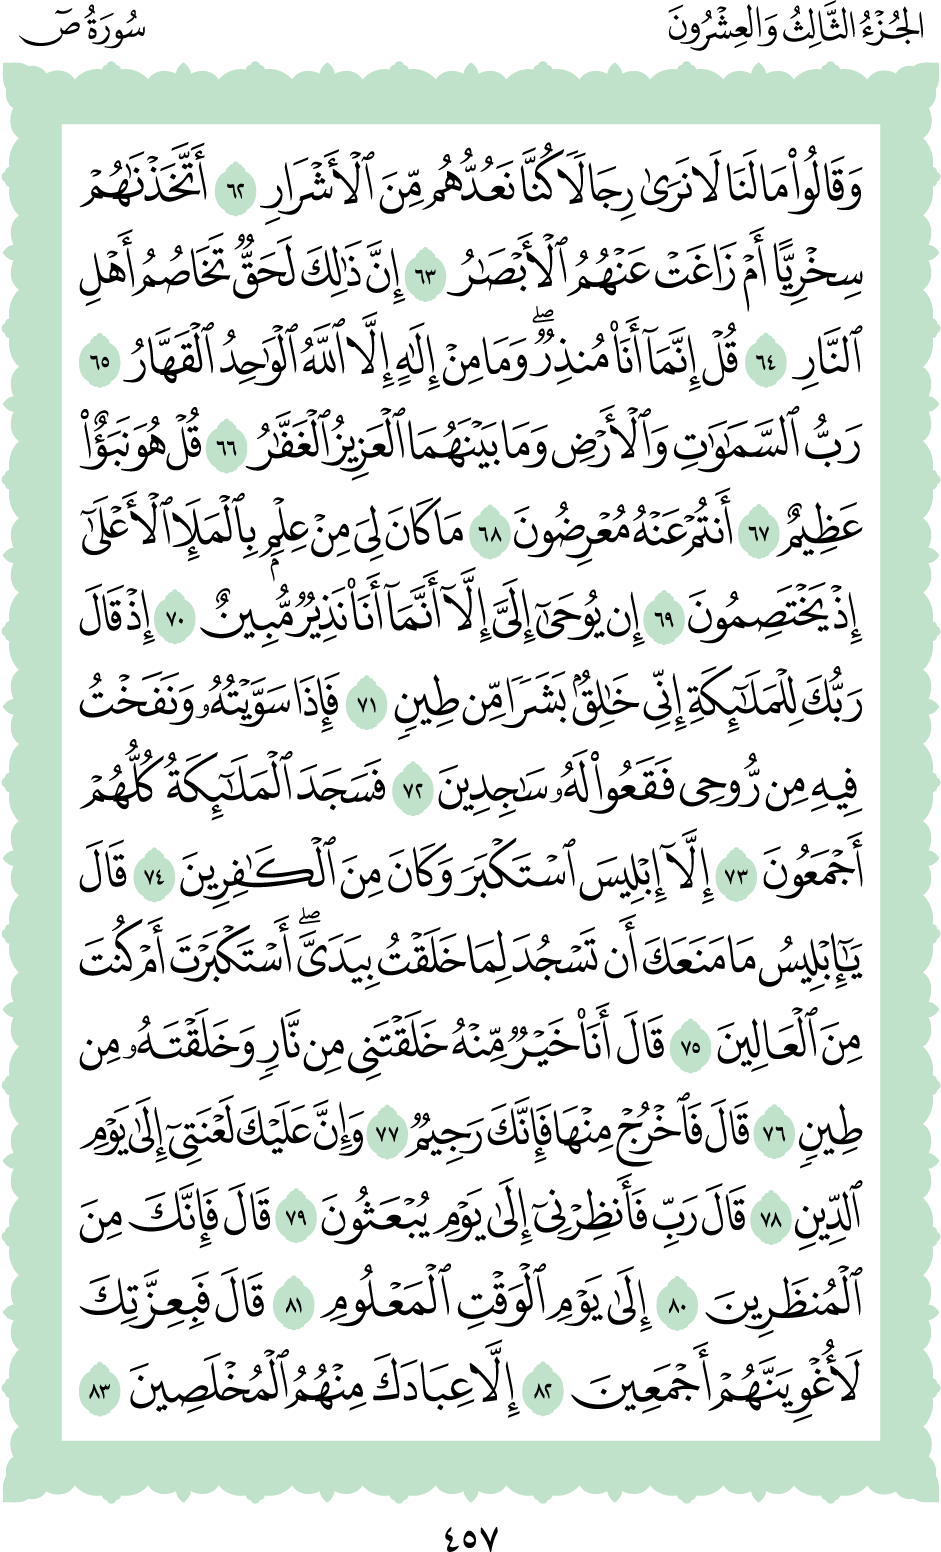 الجُزْءُ الثَّالِثُ وَالْعِشْرُونَ
سُورَةُ صٓ
وَقَالُوا۟ مَا لَنَا لَا نَرَىٰ رِجَالًا كُنَّا نَعُدُّهُم مِّنَ ٱلْأَشْرَارِ ٦٢ أَتَّخَذْنَٰهُمْ
سِخْرِيًّا أَمْ زَاغَتْ عَنْهُمُ ٱلْأَبْصَٰرُ ٦٣ إِنَّ ذَٰلِكَ لَحَقٌّ تَخَاصُمُ أَهْلِ
ٱلنَّارِ ٦٤ قُلْ إِنَّمَآ أَنَا۠ مُنذِرٌ ۖ وَمَا مِنْ إِلَٰهٍ إِلَّا ٱللَّهُ ٱلْوَٰحِدُ ٱلْقَهَّارُ ٦٥
رَبُّ ٱلسَّمَٰوَٰتِ وَٱلْأَرْضِ وَمَا بَيْنَهُمَا ٱلْعَزِيزُ ٱلْغَفَّٰرُ ٦٦ قُلْ هُوَ نَبَؤٌا۟
عَظِيمٌ ٦٧ أَنتُمْ عَنْهُ مُعْرِضُونَ ٦٨ مَا كَانَ لِىَ مِنْ عِلْمٍۭ بِٱلْمَلَإِ ٱلْأَعْلَىٰٓ
إِذْ يَخْتَصِمُونَ ٦٩ إِن يُوحَىٰٓ إِلَىَّ إِلَّآ أَنَّمَآ أَنَا۠ نَذِيرٌ مُّبِينٌ ٧٠ إِذْ قَالَ
رَبُّكَ لِلْمَلَٰٓئِكَةِ إِنِّى خَٰلِقٌۢ بَشَرًا مِّن طِينٍ ٧١ فَإِذَا سَوَّيْتُهُۥ وَنَفَخْتُ
فِيهِ مِن رُّوحِى فَقَعُوا۟ لَهُۥ سَٰجِدِينَ ٧٢ فَسَجَدَ ٱلْمَلَٰٓئِكَةُ كُلُّهُمْ
أَجْمَعُونَ ٧٣ إِلَّآ إِبْلِيسَ ٱسْتَكْبَرَ وَكَانَ مِنَ ٱلْكَٰفِرِينَ ٧٤ قَالَ
يَٰٓإِبْلِيسُ مَا مَنَعَكَ أَن تَسْجُدَ لِمَا خَلَقْتُ بِيَدَىَّ ۖ أَسْتَكْبَرْتَ أَمْ كُنتَ
مِنَ ٱلْعَالِينَ ٧٥ قَالَ أَنَا۠ خَيْرٌ مِّنْهُ خَلَقْتَنِى مِن نَّارٍ وَخَلَقْتَهُۥ مِن
طِينٍ ٧٦ قَالَ فَٱخْرُجْ مِنْهَا فَإِنَّكَ رَجِيمٌ ٧٧ وَإِنَّ عَلَيْكَ لَعْنَتِىٓ إِلَىٰ يَوْمِ
ٱلدِّينِ ٧٨ قَالَ رَبِّ فَأَنظِرْنِىٓ إِلَىٰ يَوْمِ يُبْعَثُونَ ٧٩ قَالَ فَإِنَّكَ مِنَ
ٱلْمُنظَرِينَ ٨٠ إِلَىٰ يَوْمِ ٱلْوَقْتِ ٱلْمَعْلُومِ ٨١ قَالَ فَبِعِزَّتِكَ
لَأُغْوِيَنَّهُمْ أَجْمَعِينَ ٨٢ إِلَّا عِبَادَكَ مِنْهُمُ ٱلْمُخْلَصِينَ ٨٣
٤٥٧